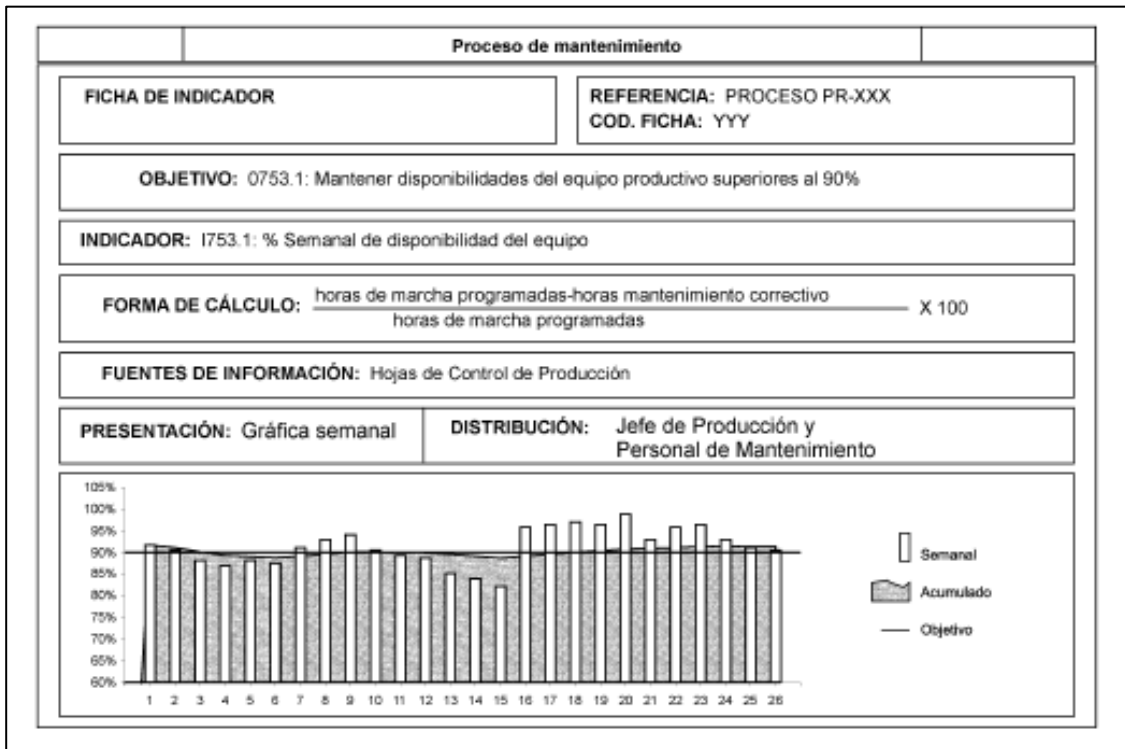 Proceso de mantenimiento
FICHA DE INDICADOR
REFERENCIA: PROCESO PR-XXX
COD. FICHA: YYY
OBJETIVO: 0753.1: Mantener disponibilidades del equipo productivo superiores al 90%
INDICADOR: I753.1: % Semanal de disponibilidad del equipo
FORMA DE CÁLCULO: horas de marcha programadas-horas mantenimiento correctivo
horas de marcha programadas
X 100
FUENTES DE INFORMACIÓN: Hojas de Control de Producción
PRESENTACIÓN: Gráfica semanal
DISTRIBUCIÓN: Jefe de Producción y
Personal de Mantenimiento
105%
100%
95%
90%
85%
80%
75%
70%
65%
60%
1 2 3 4 5 6 7 8 9 10 11 12 13 14 15 16 17 18 19 20 21 22 23 24 25 26
Semanal
Acumulado
Objetivo